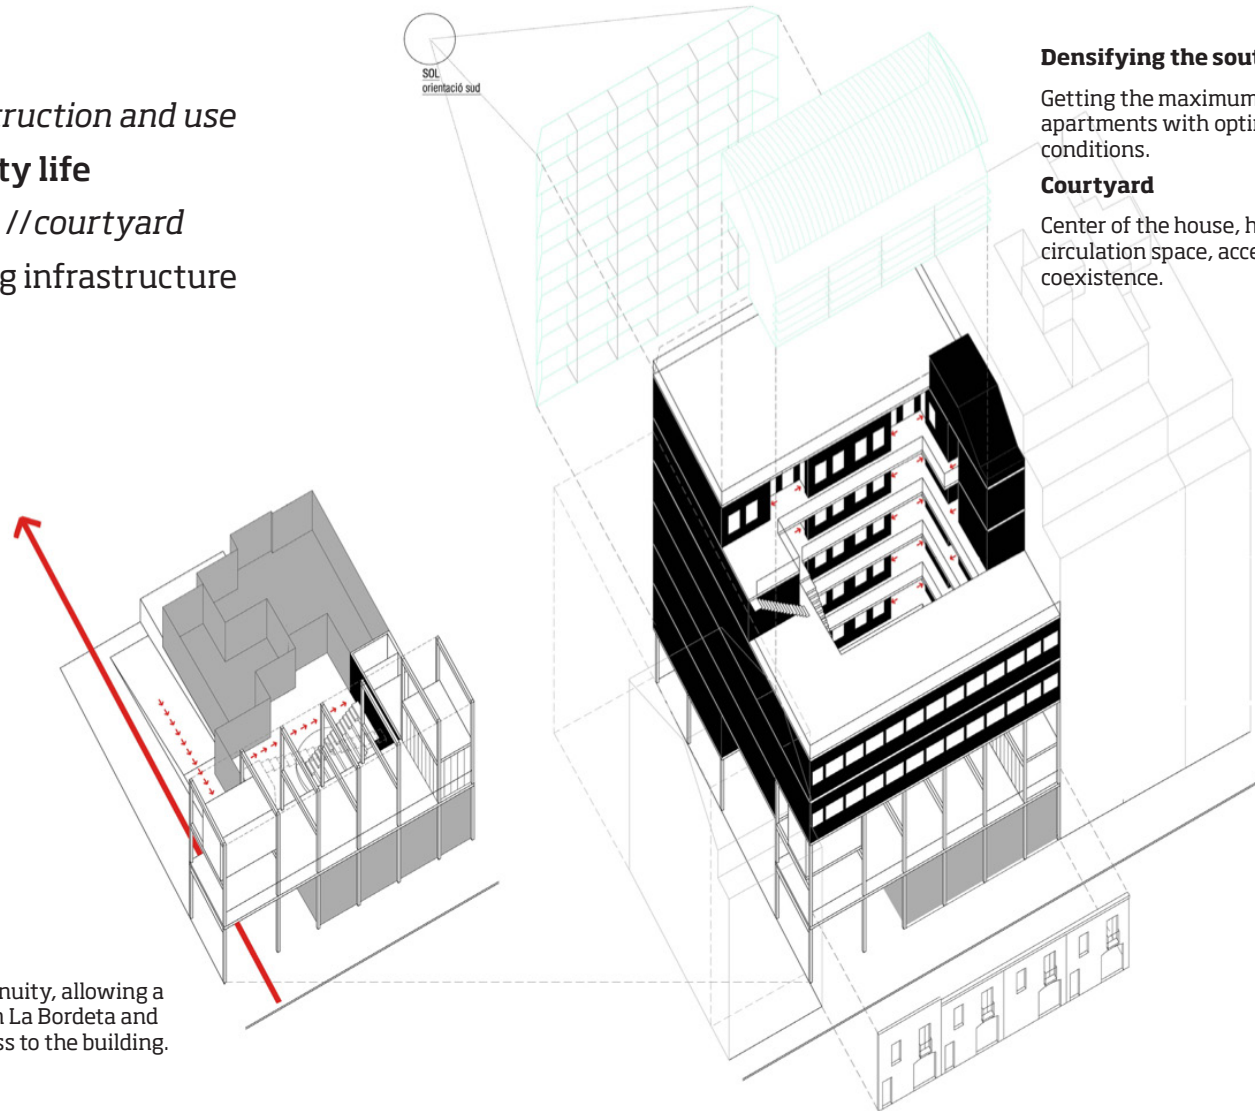 ruction and use
ty life
//courtyard
g infrastructure
SOL
orientació sud
Densifying the sout
Getting the maximum
apartments with opti
conditions.
Courtyard
Center of the house, h
circulation space, acce
coexistence.
nuity, allowing a
n La Bordeta and
ss to the building.